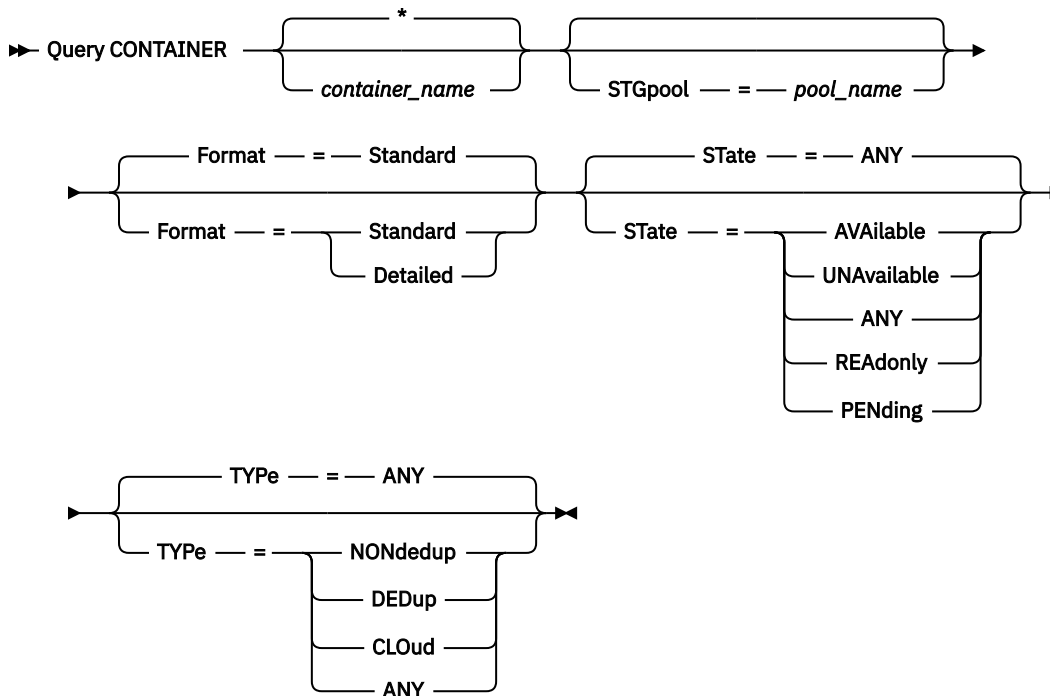 *
Query CONTAINER
container_name
STGpool = pool_name
Format = Standard
STate = ANY
Format = Standard
Detailed
STate = AVAilable
UNAvailable
ANY
REAdonly
PENding
TYPe = ANY
TYPe = NONdedup
DEDup
CLOud
ANY